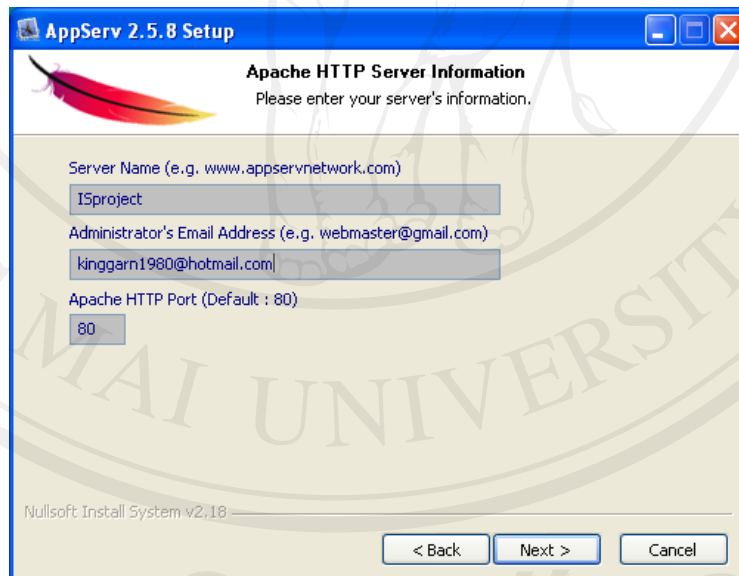 AppServ 2.5.8 Setup
Apache HTTP Server Information
Please enter your server's information.
Server Name (e.g. www.appservnetwork.com)
ISproject
Administrator's Email Address (e.g. webmaster@gmail.com)
kinggarn1980@hotmail.com
Apache HTTP Port (Default : 80)
80
MAI UNIVERSIT
Nullsoft Install System v2.18
< Back Next > Cancel